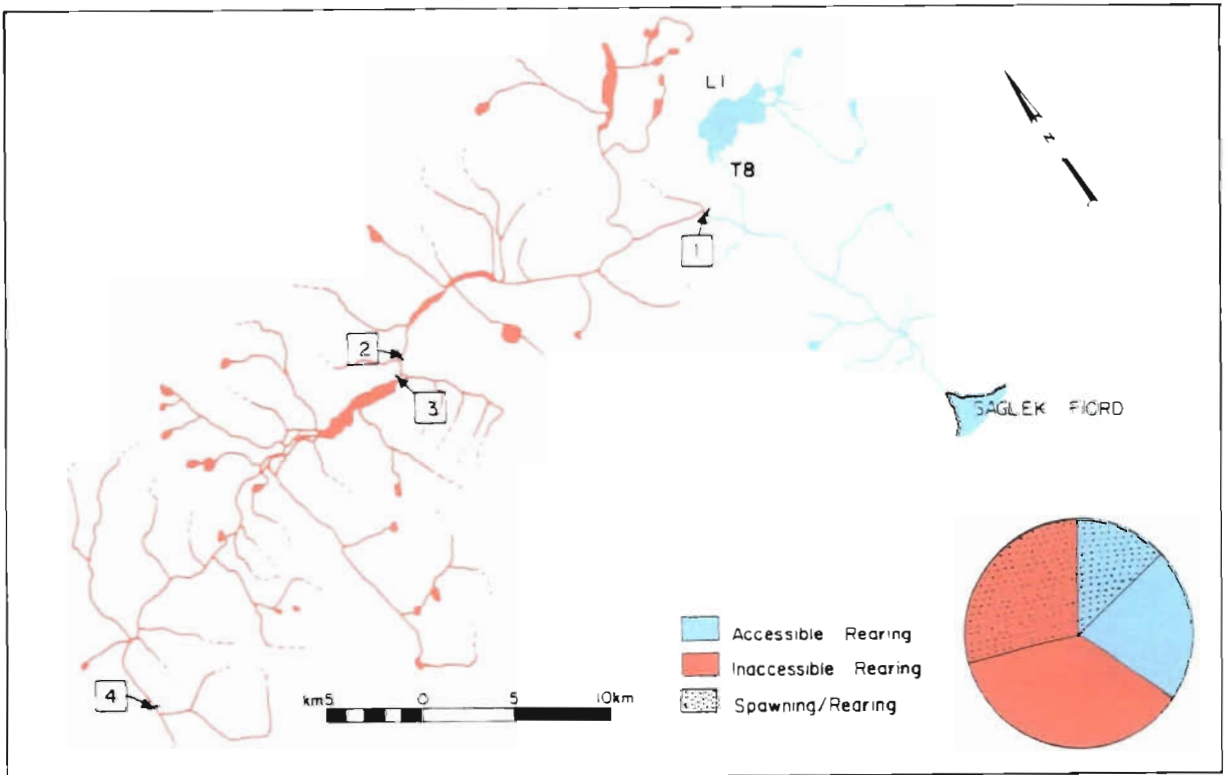 L1
T8
N
1
2
3
4
SAGLEK FIORD
km5 0 5 10km
Accessible Rearing
Inaccessible Rearing
Spawning/Rearing